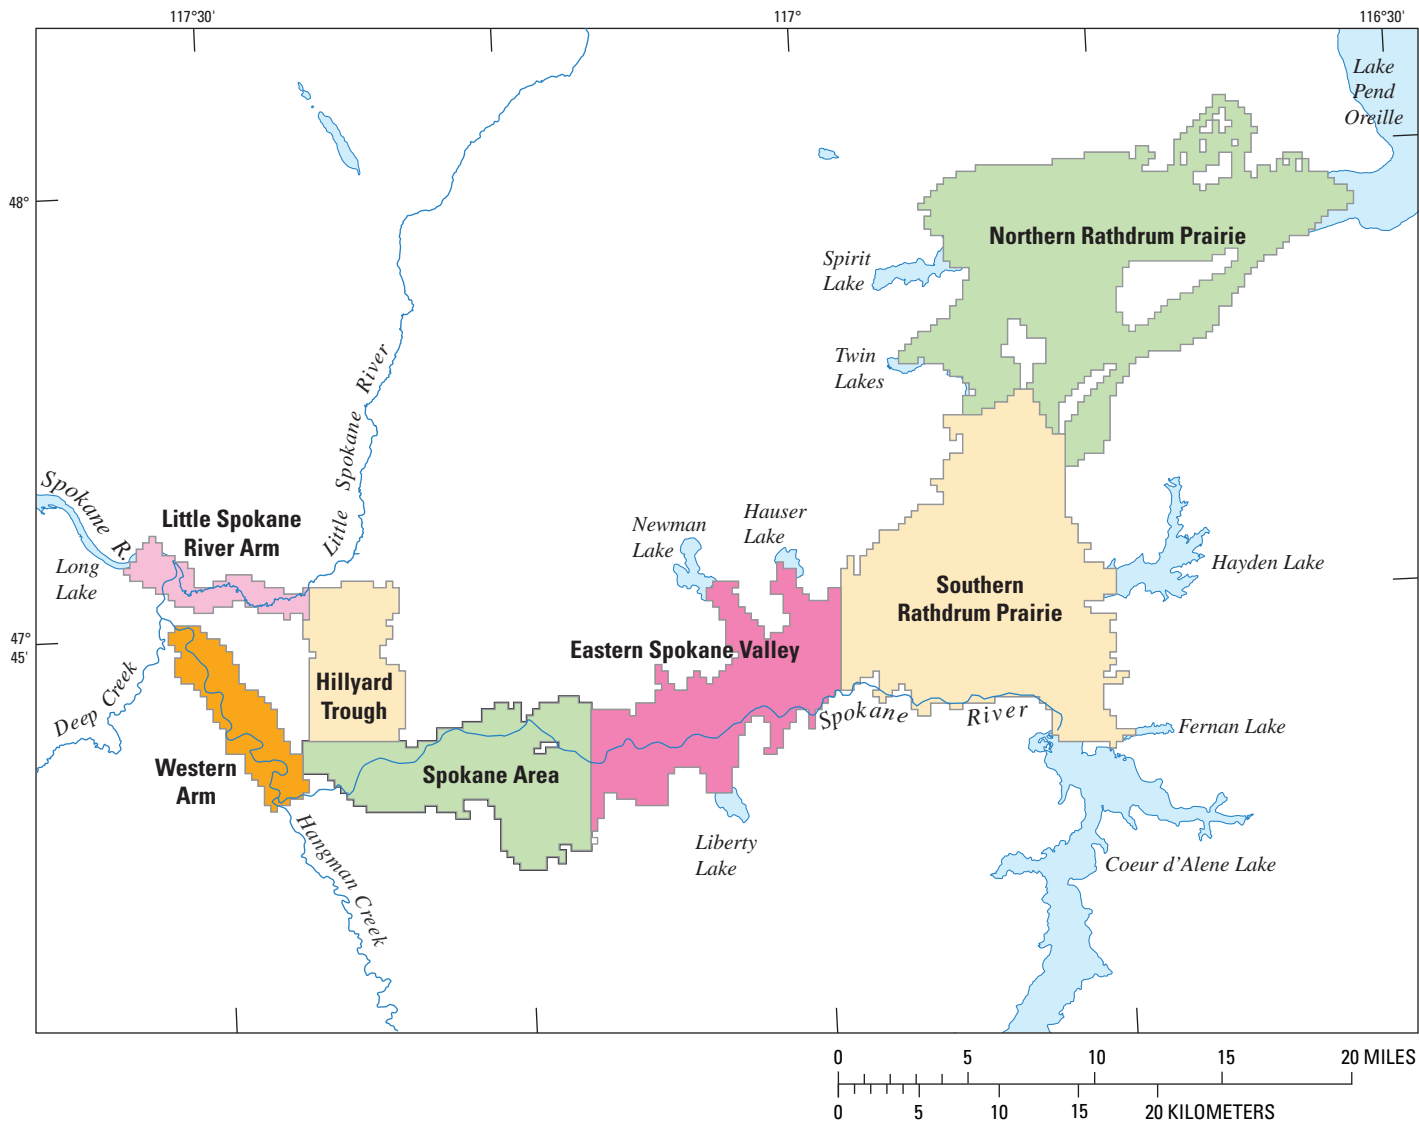 117°30'
117°
116°30'
Lake
Pend
Oreille
48°
Northern Rathdrum Prairie
Spirit
Lake
Twin
Lakes
Little Spokane River
Spokane R.
Little Spokane
River Arm
Long
Lake
Newman
Lake
Hauser
Lake
Hayden Lake
Southern
Rathdrum Prairie
47°
45'
Eastern Spokane Valley
Hillyard
Trough
Deep Creek
Spokane River
Fernan Lake
Western
Arm
Spokane Area
Hangman Creek
Liberty
Lake
Coeur d'Alene Lake
0 5 10 15 20 MILES
0 5 10 15 20 KILOMETERS